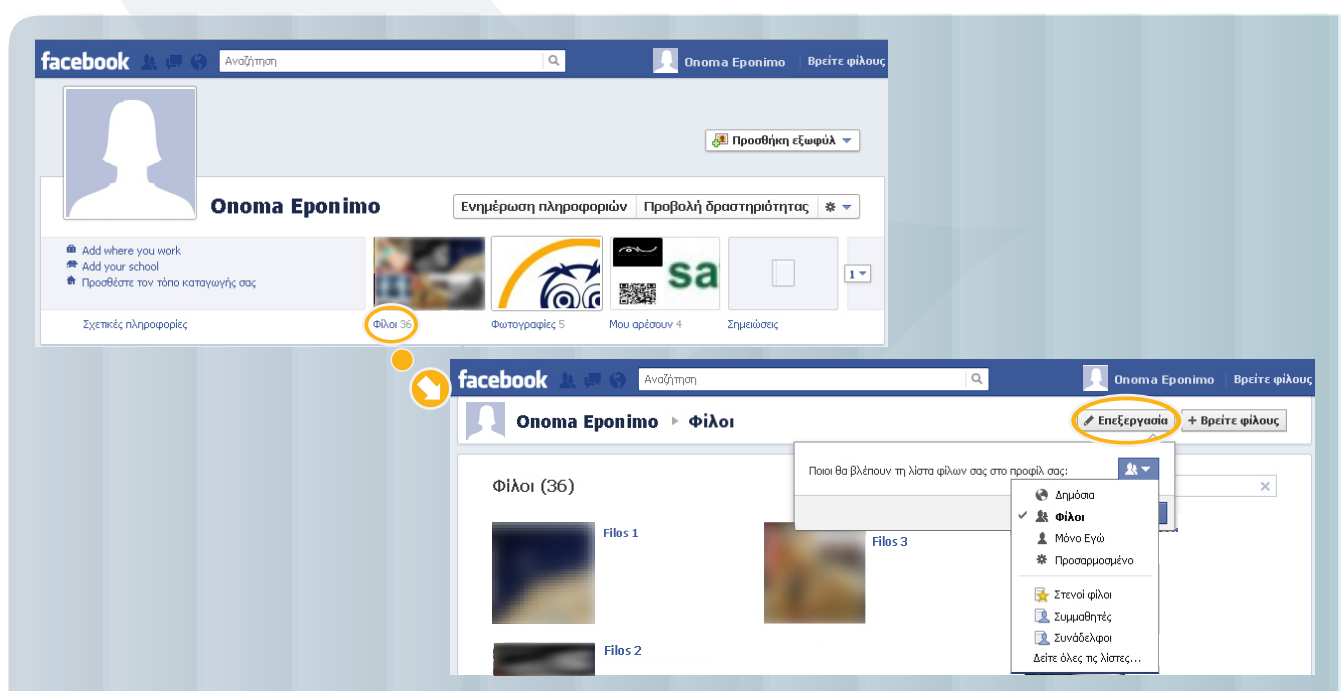 facebook Αναζήτηση Onoma Eponimo Βρείτε φίλους
Προσθήκη εξωφύλ
Onoma Eponimo Ενημέρωση πληροφοριών Προβολή δραστηριότητας
Add where you work
Add your school
Προσθέστε τον τόπο καταγωγής σας
sa
1
Σχετικές πληροφορίες Φίλοι 36 Φωτογραφίες 5 Μου αρέσουν 4 Σημειώσεις
facebook Αναζήτηση Onoma Eponimo Βρείτε φίλους
Onoma Eponimo Φίλοι Επεξεργασία + Βρείτε φίλους
Ποιοι θα βλέπουν τη λίστα φίλων σας στο προφίλ σας:
Φίλοι (36)
Δημόσια
Φίλοι
Μόνο Εγώ
Προσαρμοσμένο
Στενοί φίλοι
Συμμαθητές
Συνάδελφοι
Δείτε όλες τις λίστες...
Filos 1
Filos 3
Filos 2